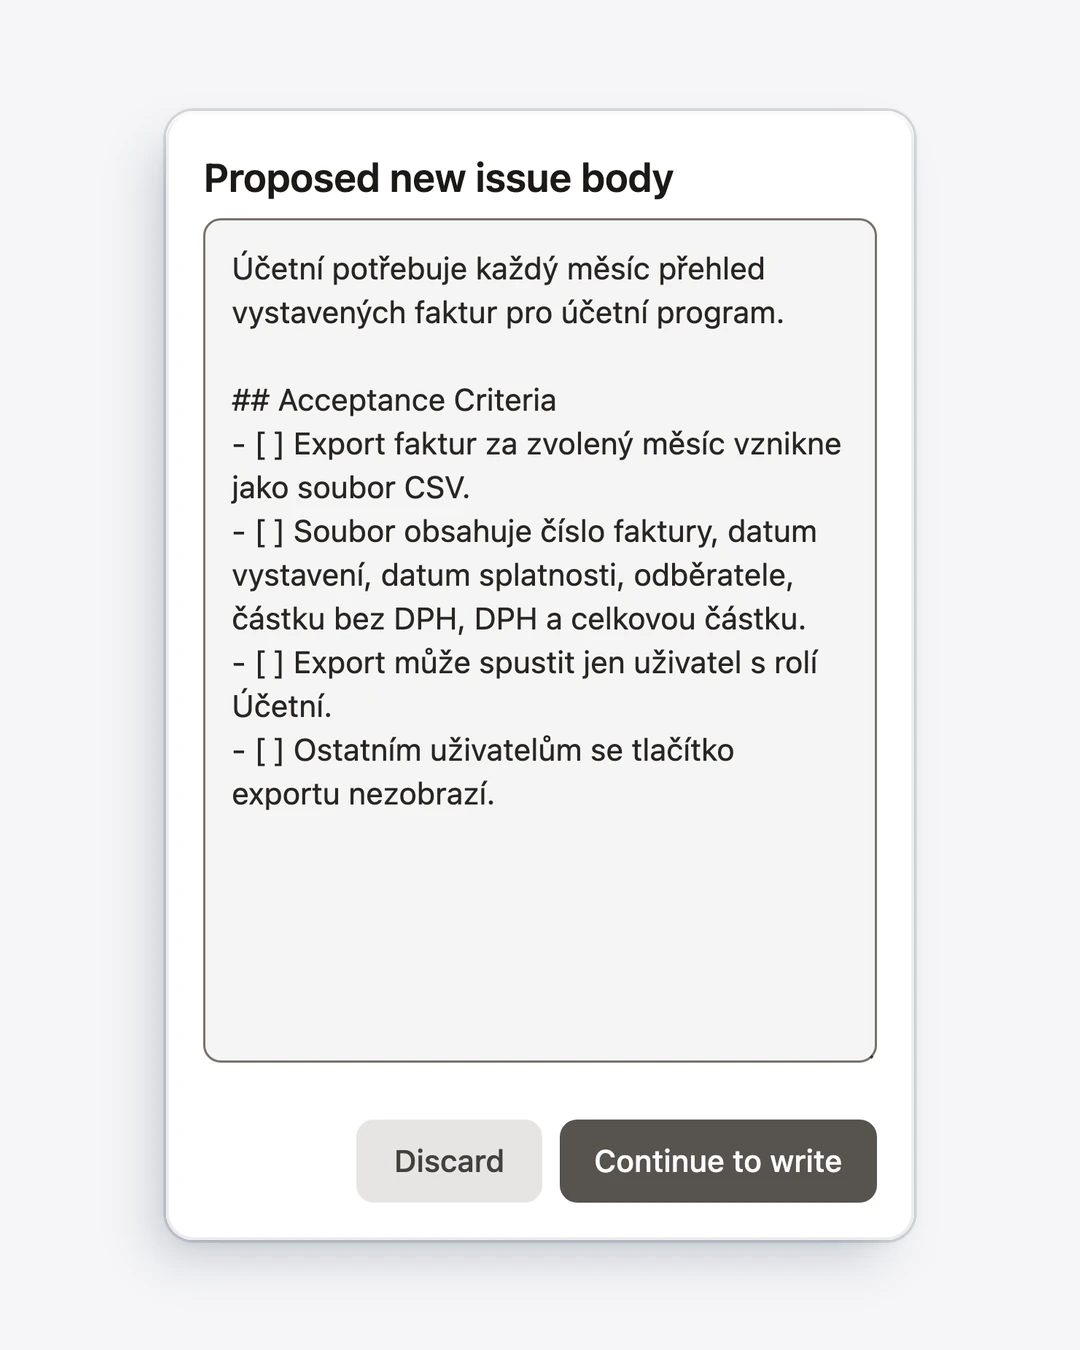 Proposed new issue body
Účetní potřebuje každý měsíc přehled
vystavených faktur pro účetní program.
## Acceptance Criteria
- [ ] Export faktur za zvolený měsíc vznikne
jako soubor CSV.
- [ ] Soubor obsahuje číslo faktury, datum
vystavení, datum splatnosti, odběratele,
částku bez DPH, DPH a celkovou částku.
- [ ] Export může spustit jen uživatel s rolí
Účetní.
- [ ] Ostatním uživatelům se tlačítko
exportu nezobrazí.
Discard
Continue to write